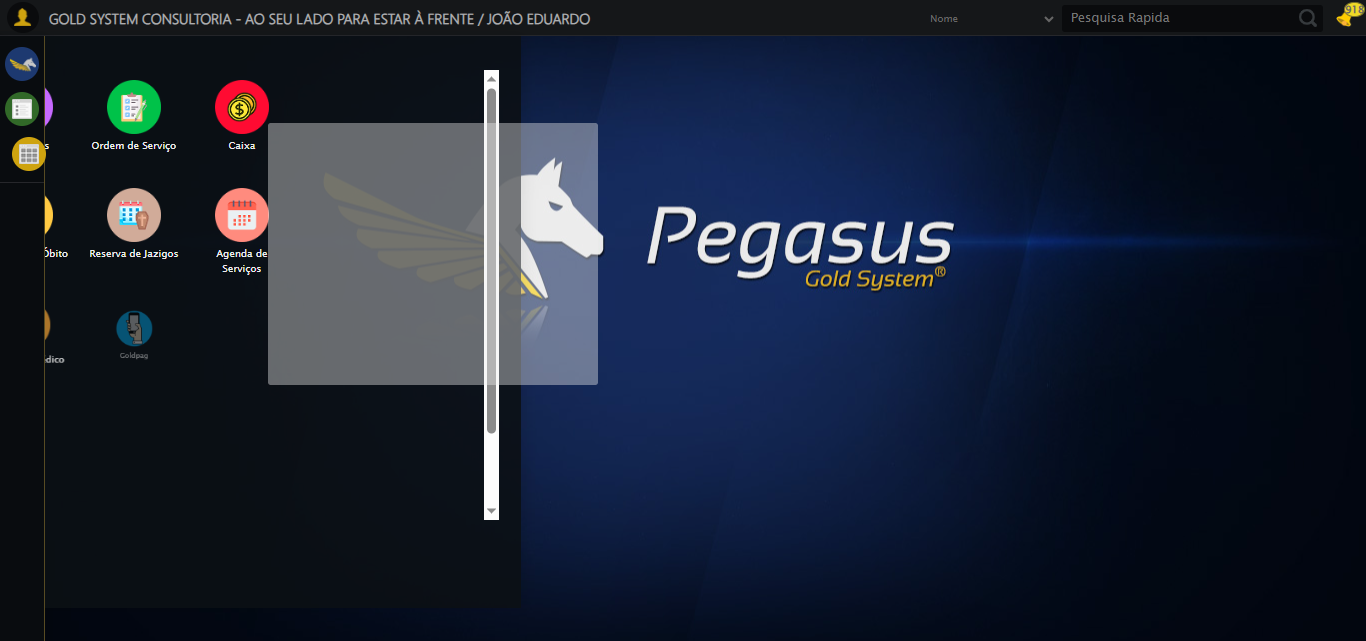 GOLD SYSTEM CONSULTORIA - AO SEU LADO PARA ESTAR À FRENTE / JOÃO EDUARDO
Nome
Pesquisa Rapida
918
s
Ordem de Serviço
Caixa
Óbito
Reserva de Jazigos
Agenda de
Serviços
dico
Goldpag
Pegasus
Gold System®